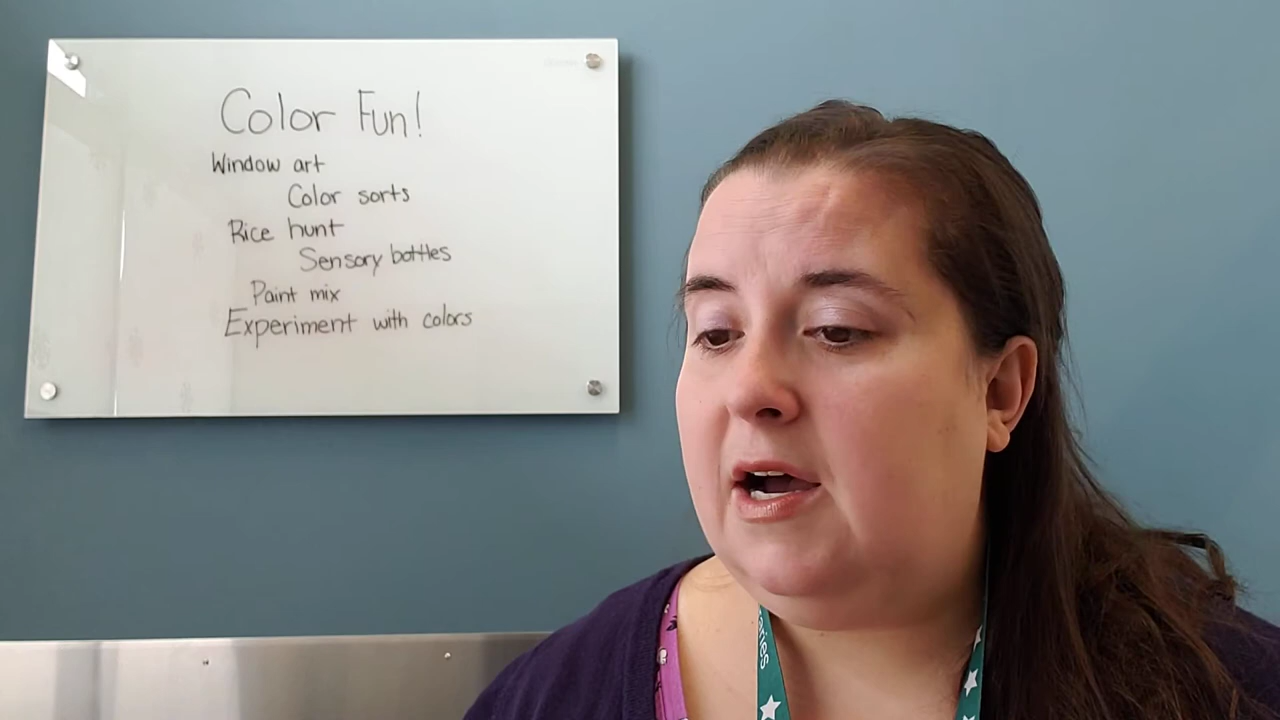 Color Fun!
Window art
Color sorts
Rice hunt
Sensory bottles
Paint mix
Experiment with colors